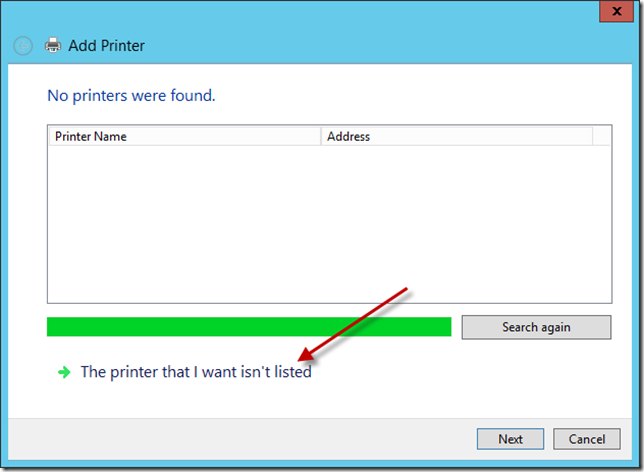 x
Add Printer
No printers were found.
Printer Name Address
Search again
The printer that I want isn't listed
Next Cancel